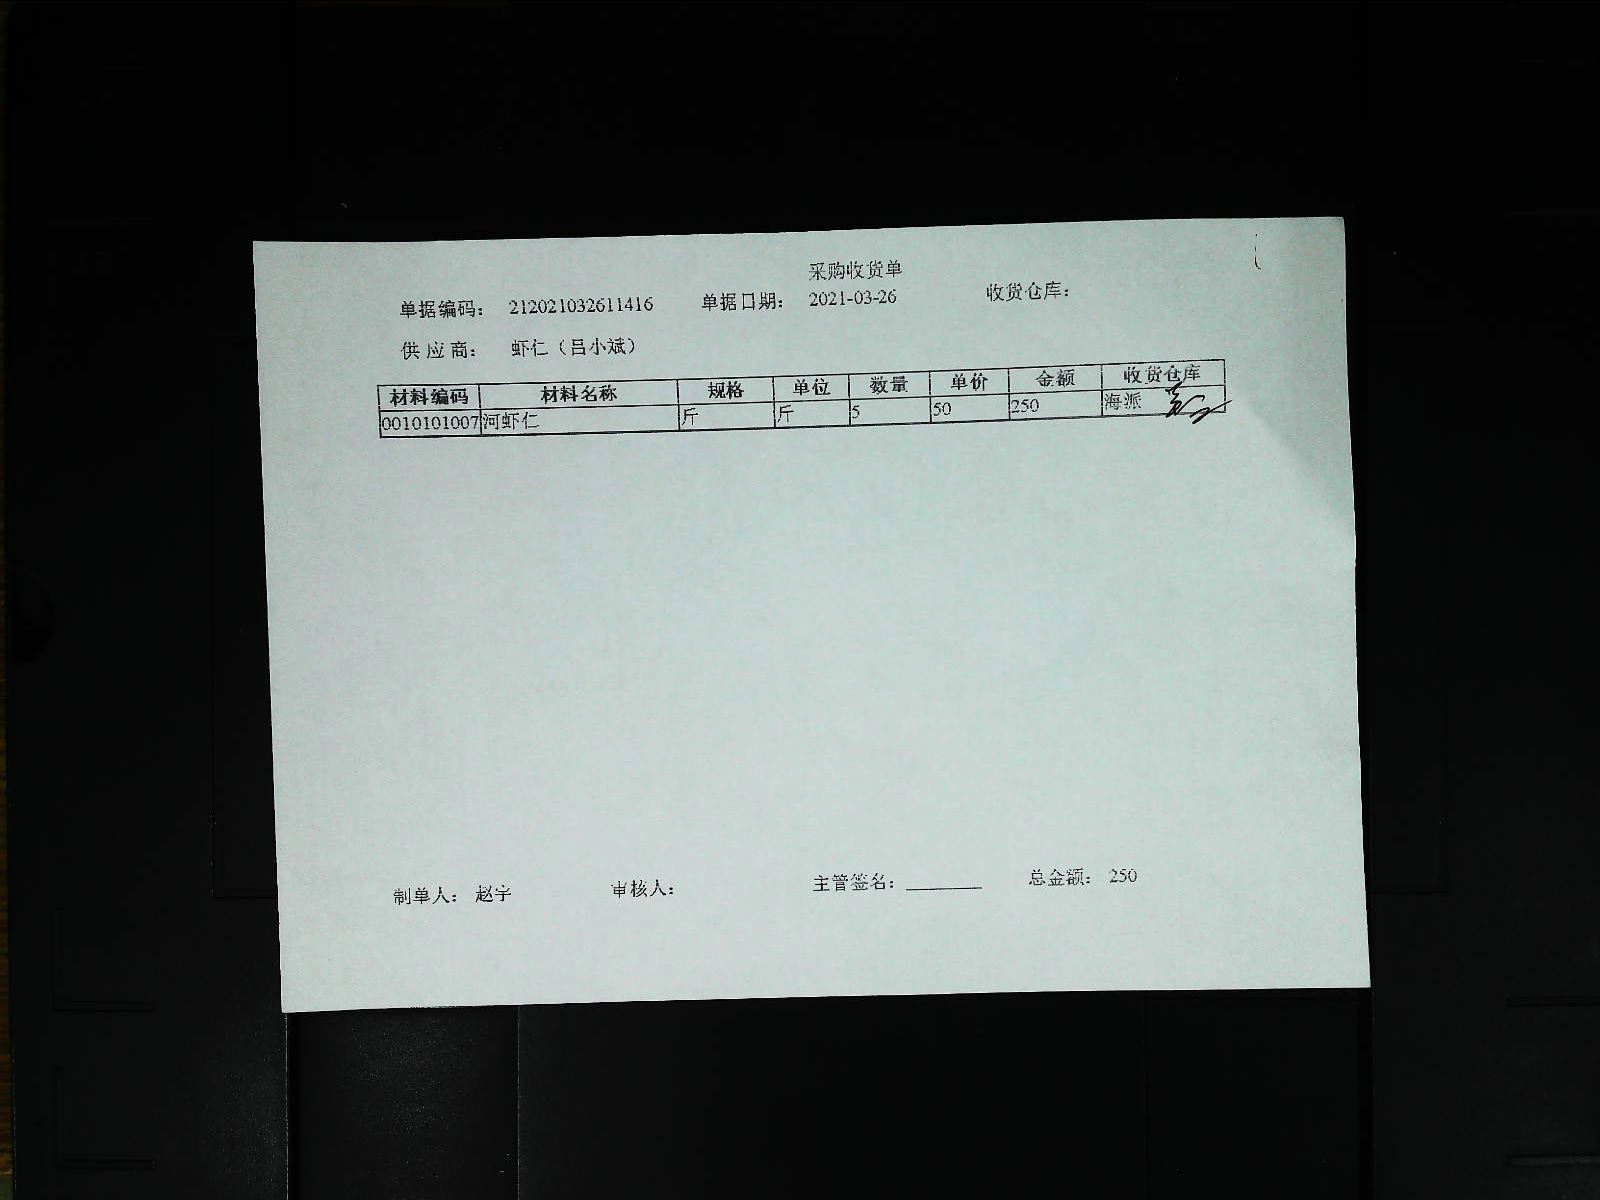 采购收货单
单据编码： 212021032611416 单据日期： 2021-03-26 收货仓库：
供 应 商： 虾仁（吕小斌）
材料编码 材料名称 规格 单位 数量 单价 金额 收货仓库
0010101007 河虾仁 斤 斤 5 50 250 海派
制单人： 赵宇 审核人： 主管签名：________ 总金额： 250